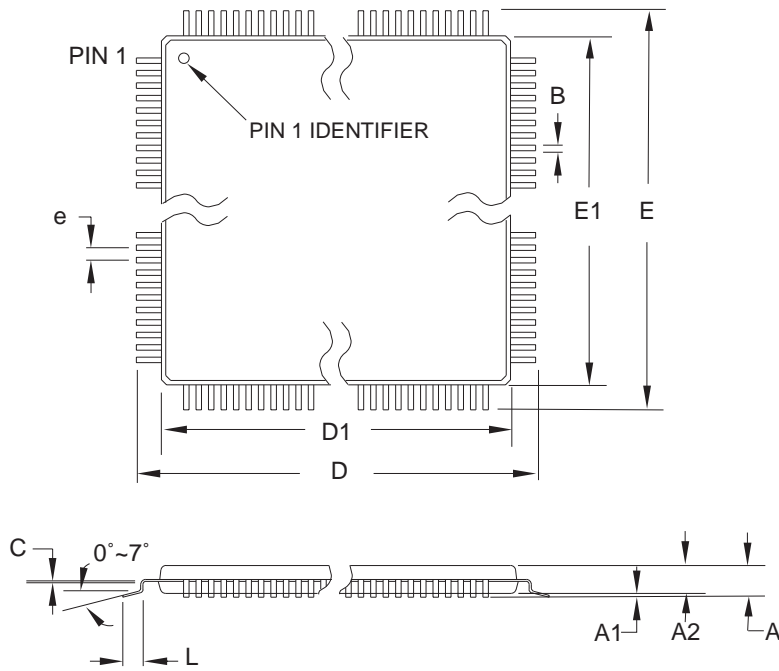 PIN 1
PIN 1 IDENTIFIER
B
e
E1
E
D1
D
C
0°~7°
L
A1
A2
A